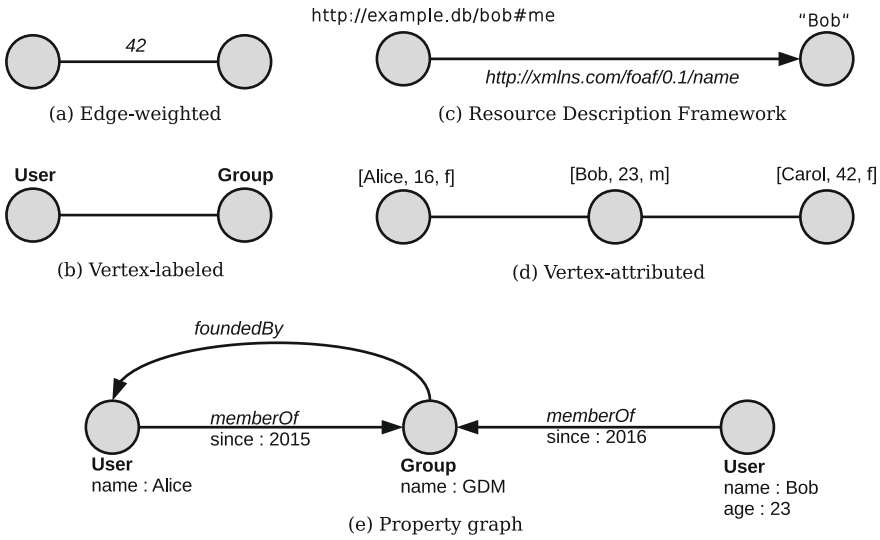 http://example.db/bob#me
"Bob"
42
http://xmlns.com/foaf/0.1/name
(a) Edge-weighted
(c) Resource Description Framework
User
Group
[Alice, 16, f]
[Bob, 23, m]
[Carol, 42, f]
(b) Vertex-labeled
(d) Vertex-attributed
foundedBy
memberOf
since : 2015
memberOf
since : 2016
User
name : Alice
Group
name : GDM
User
name : Bob
age : 23
(e) Property graph